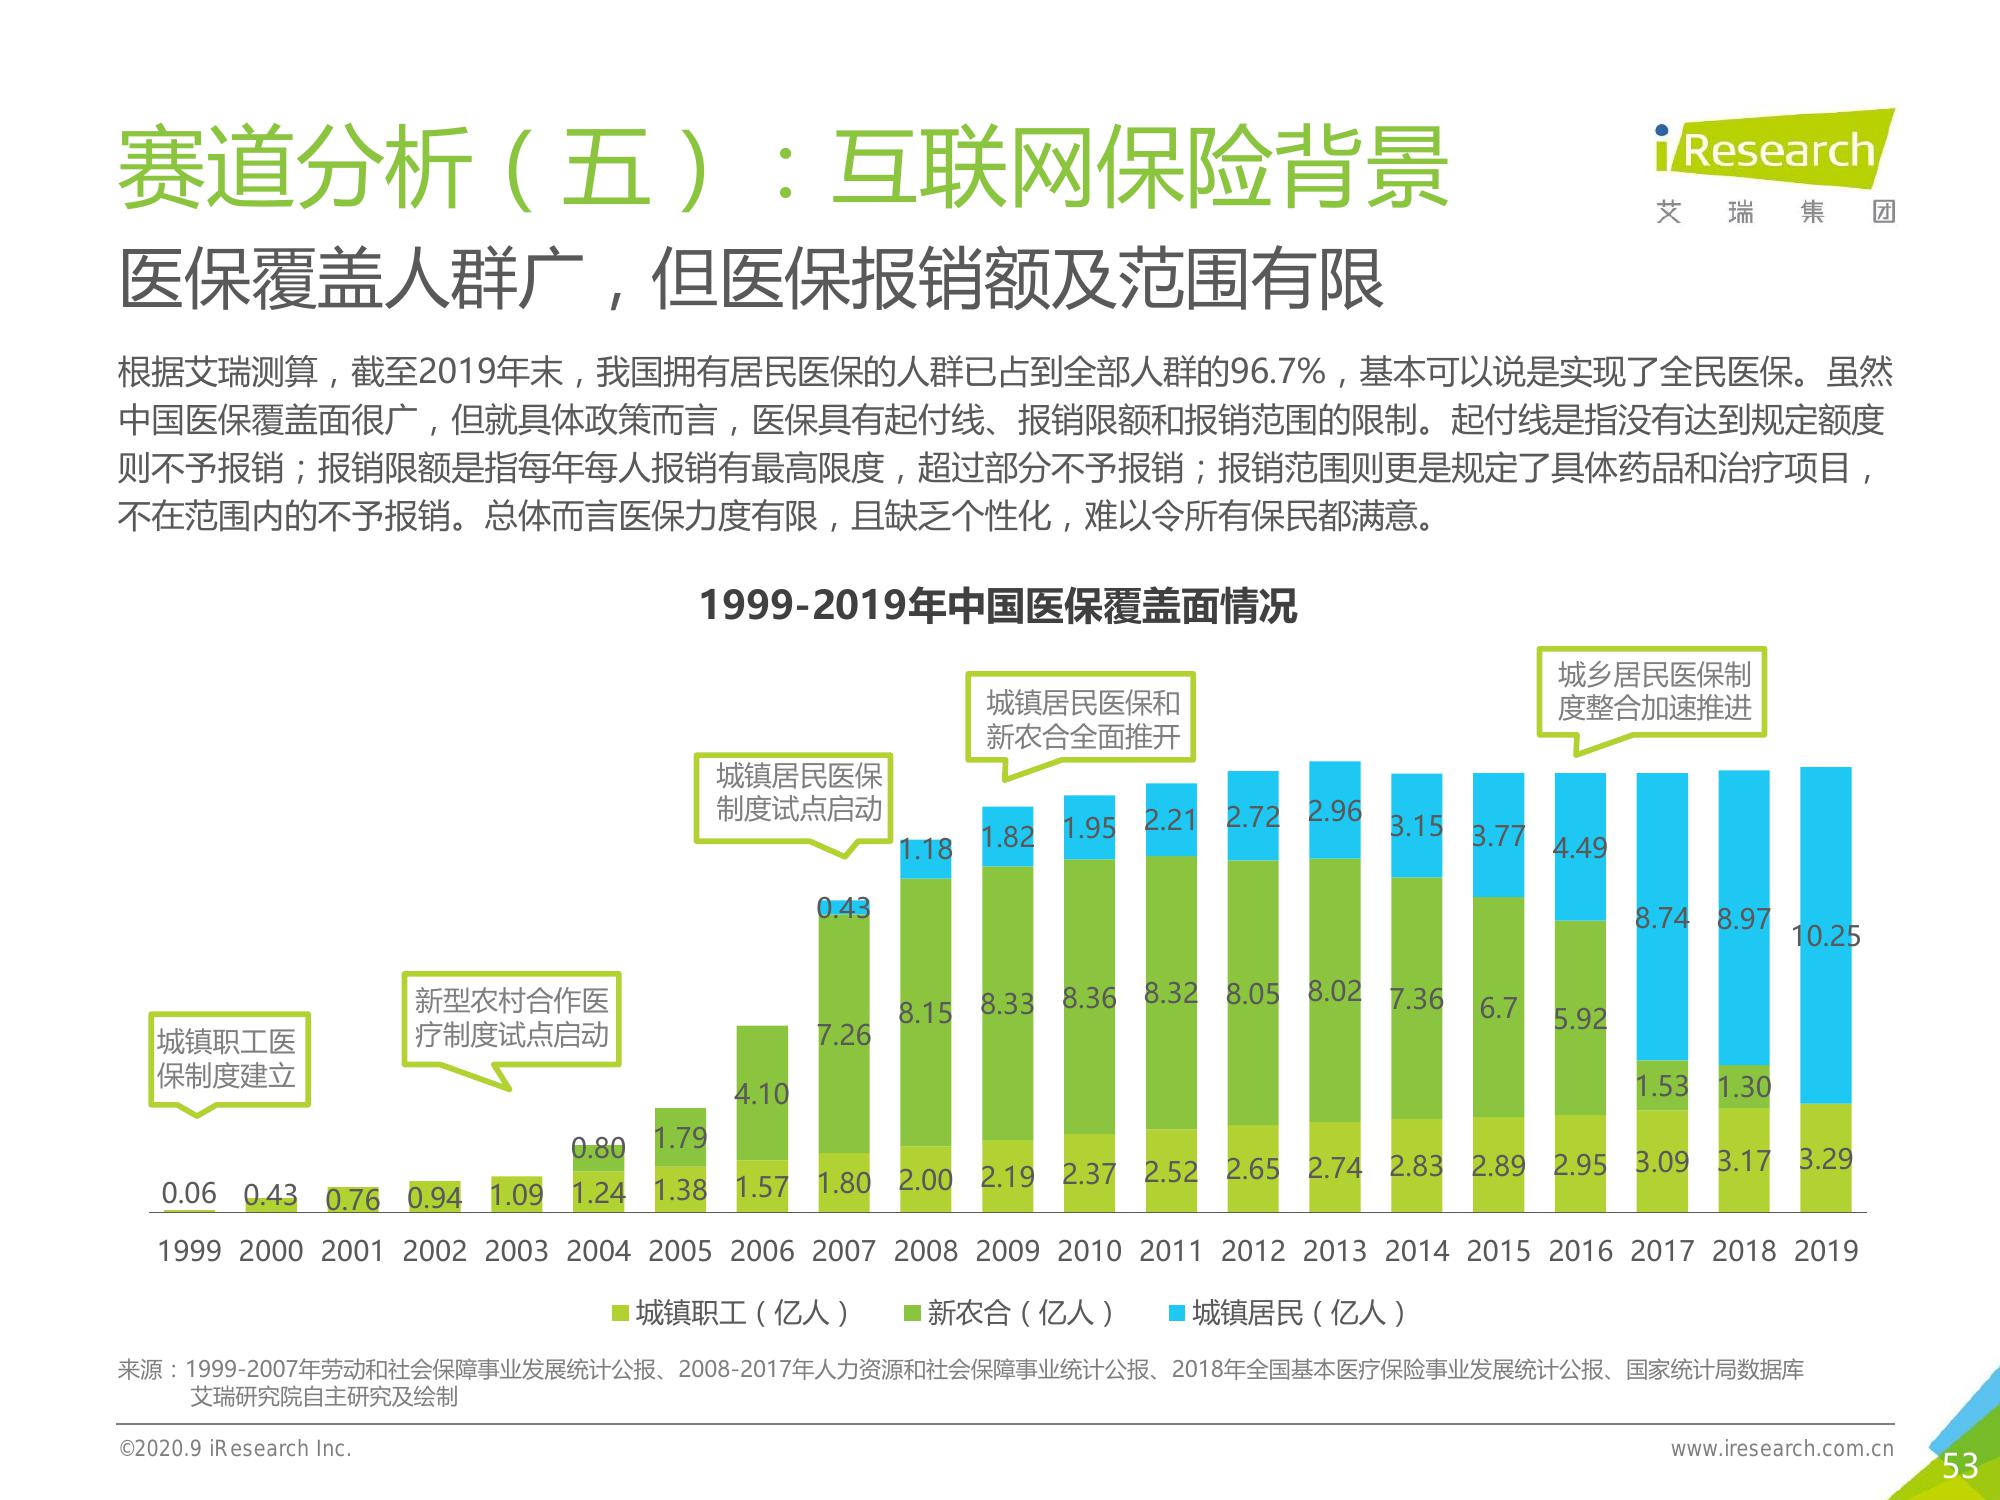 赛道分析（五）：互联网保险背景
iResearch
艾瑞集团
医保覆盖人群广，但医保报销额及范围有限
根据艾瑞测算，截至2019年末，我国拥有居民医保的人群已占到全部人群的96.7%，基本可以说是实现了全民医保。虽然
中国医保覆盖面很广，但就具体政策而言，医保具有起付线、报销限额和报销范围的限制。起付线是指没有达到规定额度
则不予报销；报销限额是指每年每人报销有最高限度，超过部分不予报销；报销范围则更是规定了具体药品和治疗项目，
不在范围内的不予报销。总体而言医保力度有限，且缺乏个性化，难以令所有保民都满意。
1999-2019年中国医保覆盖面情况
城镇职工医
保制度建立
新型农村合作医
疗制度试点启动
城镇居民医保
制度试点启动
城镇居民医保和
新农合全面推开
城乡居民医保制
度整合加速推进
0.43 1.18 1.82 1.95 2.21 2.72 2.96 3.15 3.77 4.49 8.74 8.97 10.25
0.80 1.79 4.10 7.26 8.15 8.33 8.36 8.32 8.05 8.02 7.36 6.7 5.92 1.53 1.30
0.06 0.43 0.76 0.94 1.09 1.24 1.38 1.57 1.80 2.00 2.19 2.37 2.52 2.65 2.74 2.83 2.89 2.95 3.09 3.17 3.29
1999 2000 2001 2002 2003 2004 2005 2006 2007 2008 2009 2010 2011 2012 2013 2014 2015 2016 2017 2018 2019
城镇职工（亿人） 新农合（亿人） 城镇居民（亿人）
来源：1999-2007年劳动和社会保障事业发展统计公报、2008-2017年人力资源和社会保障事业统计公报、2018年全国基本医疗保险事业发展统计公报、国家统计局数据库
艾瑞研究院自主研究及绘制
©2020.9 iResearch Inc.
www.iresearch.com.cn
53